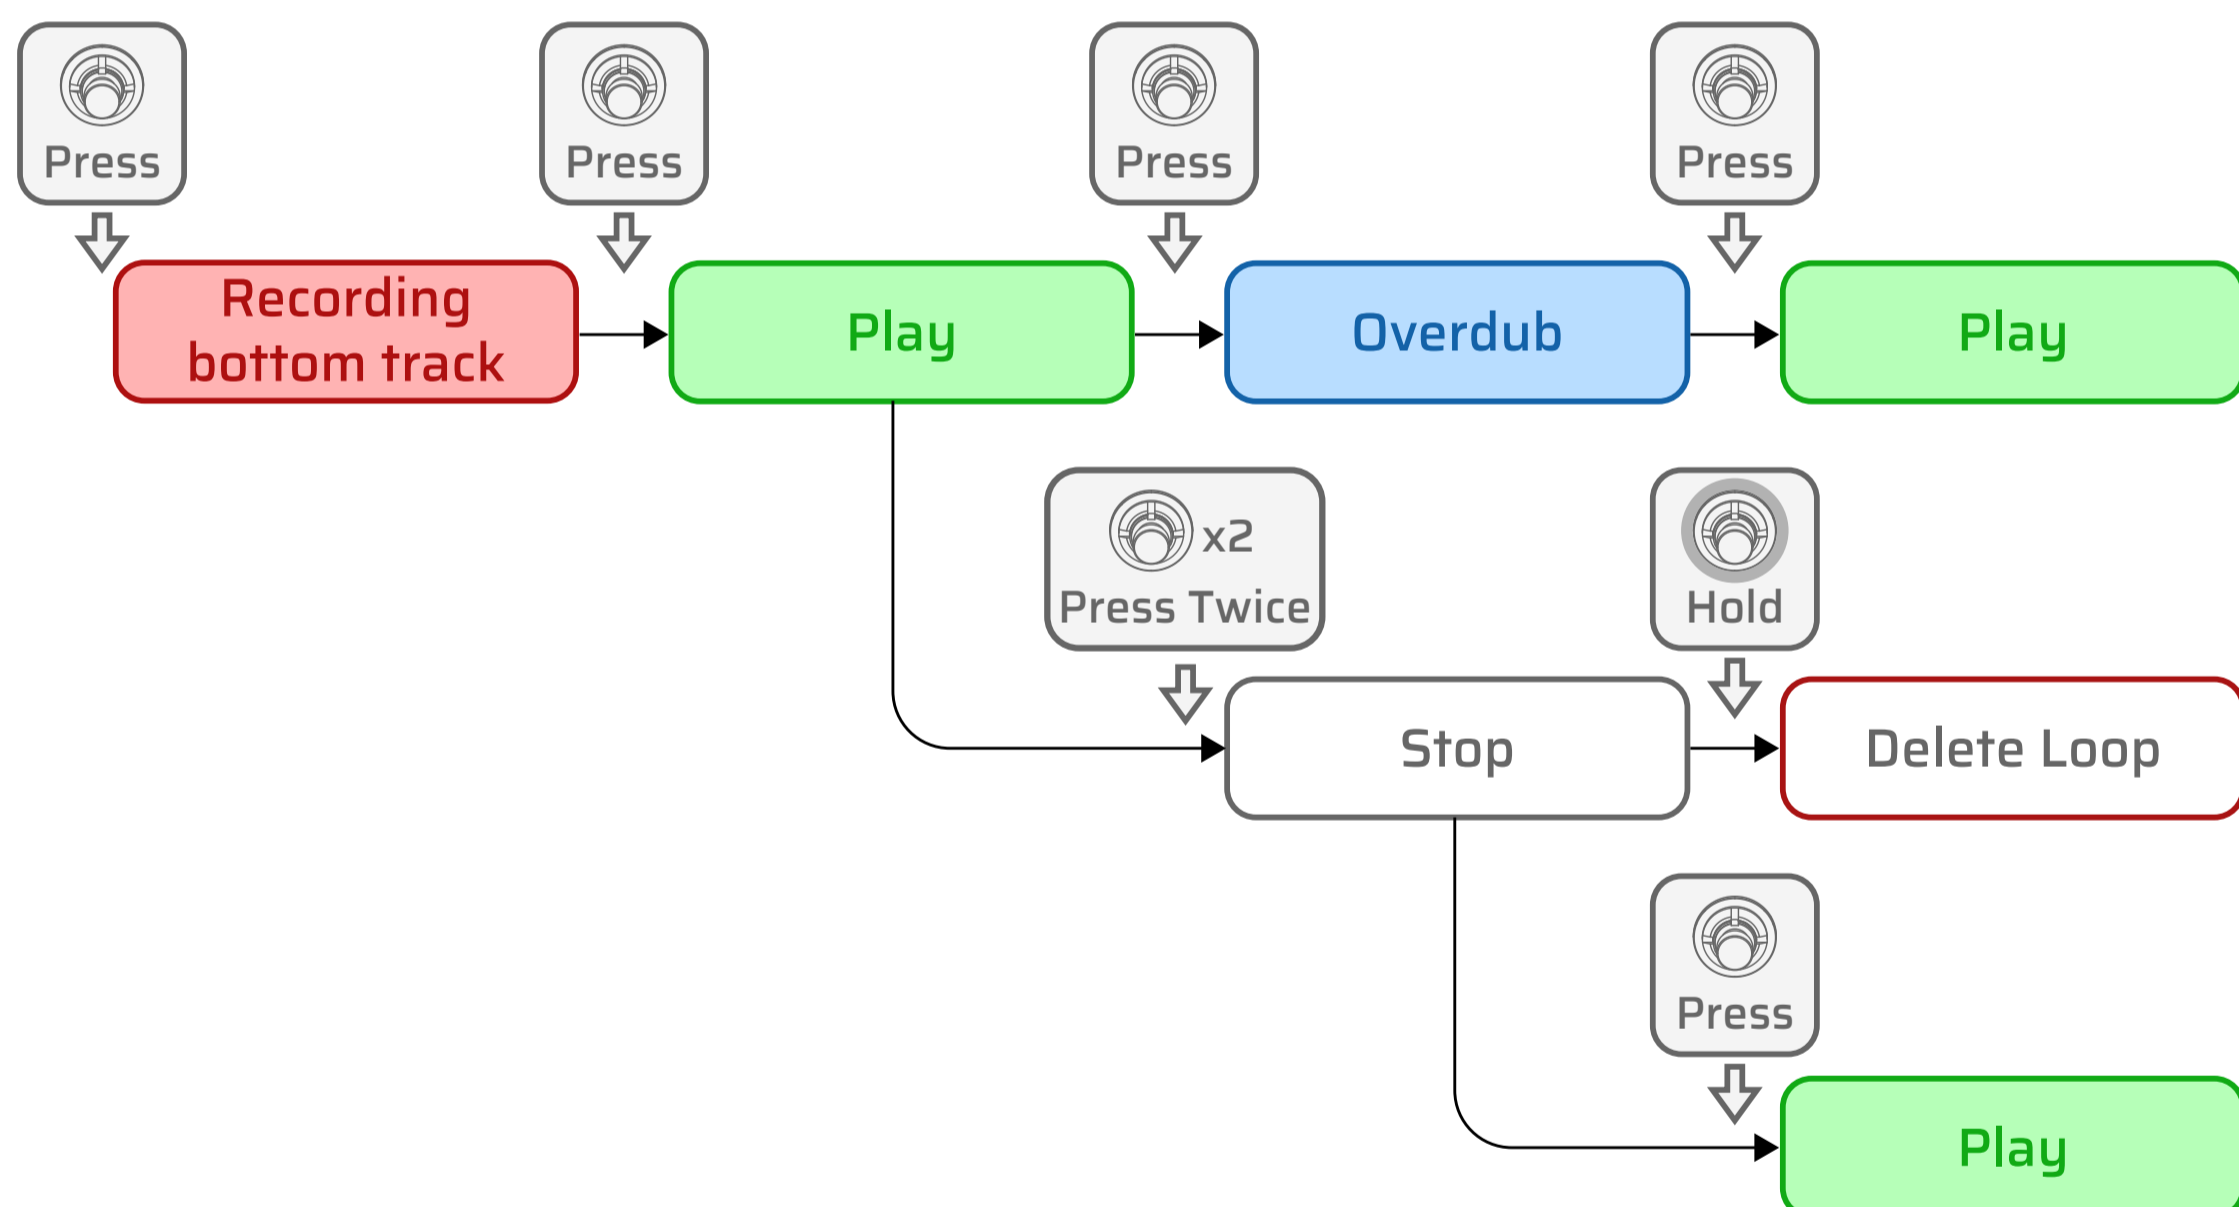 Press
Press
Press
Press
Recording
bottom track
Play
Overdub
Play
x2
Press Twice
Hold
Stop
Delete Loop
Press
Play